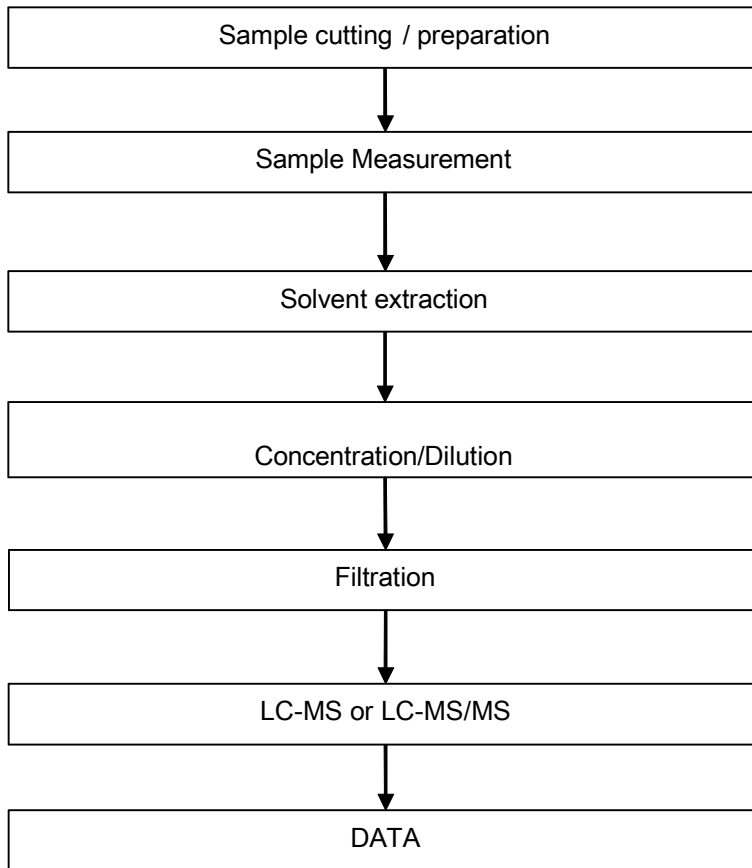 Sample cutting / preparation
Sample Measurement
Solvent extraction
Concentration/Dilution
Filtration
LC-MS or LC-MS/MS
DATA